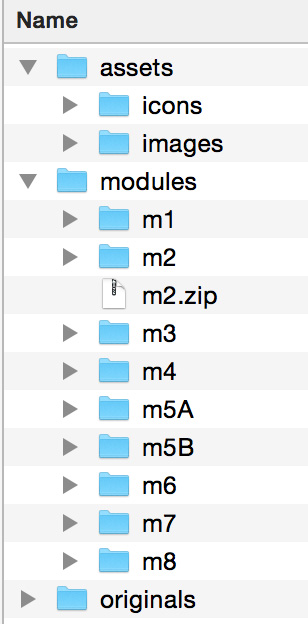 Name
assets
icons
images
modules
m1
m2
m2.zip
m3
m4
m5A
m5B
m6
m7
m8
originals